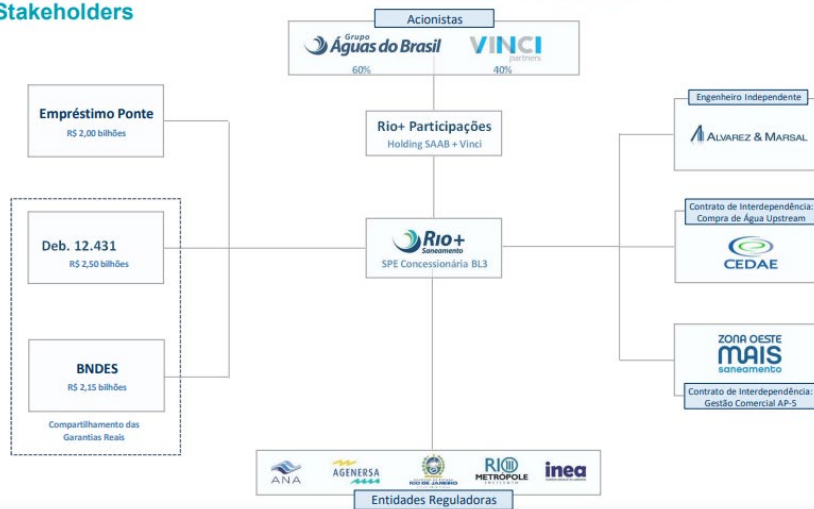 Stakeholders
Acionistas
Grupo
Águas do Brasil
60%
VINCI
partners
40%
Empréstimo Ponte
R$ 2,00 bilhões
Rio+ Participações
Holding SAAB + Vinci
Engenheiro Independente
ALVAREZ & MARSAL
Deb. 12.431
R$ 2,50 bilhões
Rio+
Saneamento
SPE Concessionária BL3
Contrato de Interdependência:
Compra de Água Upstream
CEDAE
BNDES
R$ 2,15 bilhões
Compartilhamento das
Garantias Reais
ZONA OESTE
MAIS
saneamento
Contrato de Interdependência:
Gestão Comercial AP-5
ANA
AGENERSA
RIO DE JANEIRO
RIO
METRÓPOLE
INSTITUTO
inea
Entidades Reguladoras